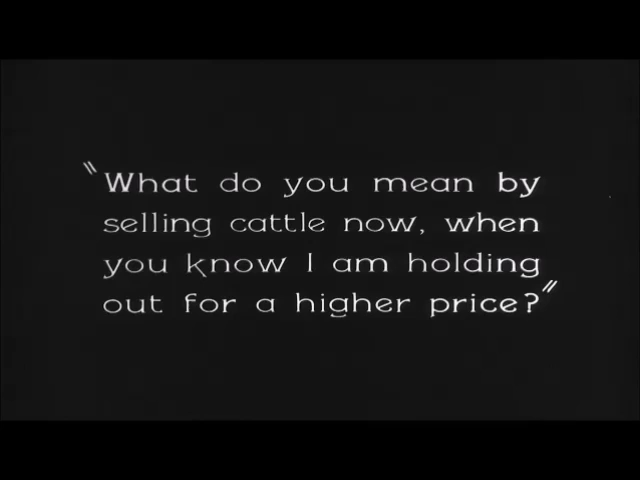 "What do you mean by
selling cattle now, when
you know I am holding
out for a higher price?"